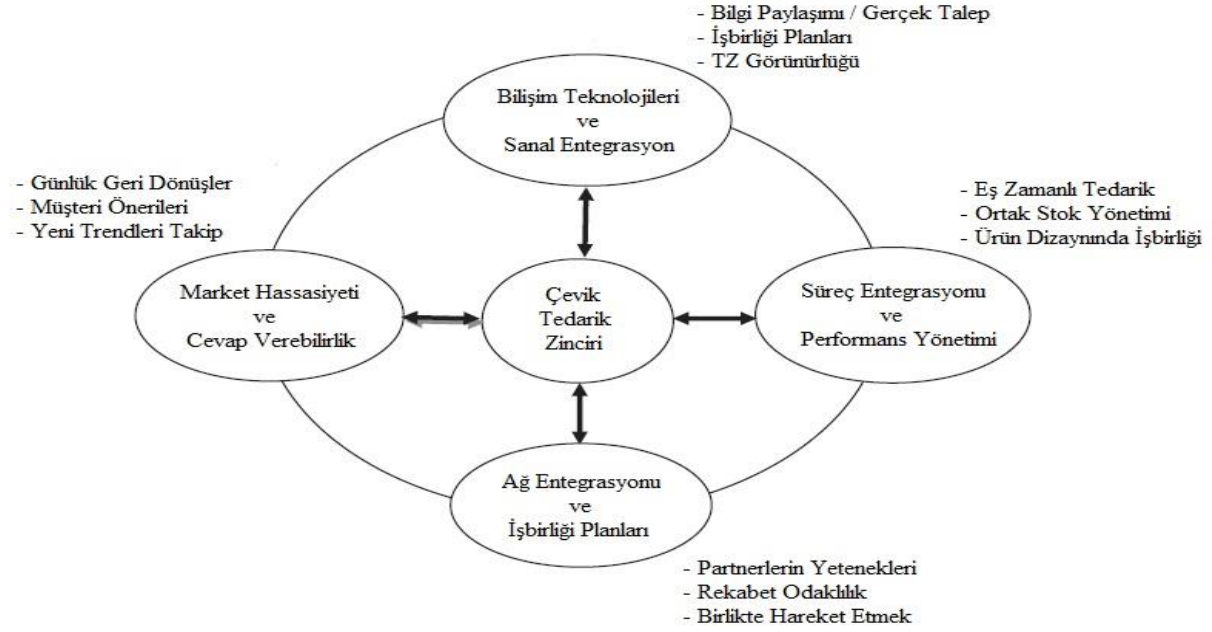 - Bilgi Paylaşımı / Gerçek Talep
- İşbirliği Planları
- TZ Görünürlüğü
Bilişim Teknolojileri
ve
Sanal Entegrasyon
- Günlük Geri Dönüşler
- Müşteri Önerileri
- Yeni Trendleri Takip
- Eş Zamanlı Tedarik
- Ortak Stok Yönetimi
- Ürün Dizaynında İşbirliği
Market Hassasiyeti
ve
Cevap Verebilirlik
Çevik
Tedarik
Zinciri
Süreç Entegrasyonu
ve
Performans Yönetimi
Ağ Entegrasyonu
ve
İşbirliği Planları
- Partnerlerin Yetenekleri
- Rekabet Odaklılık
- Birlikte Hareket Etmek